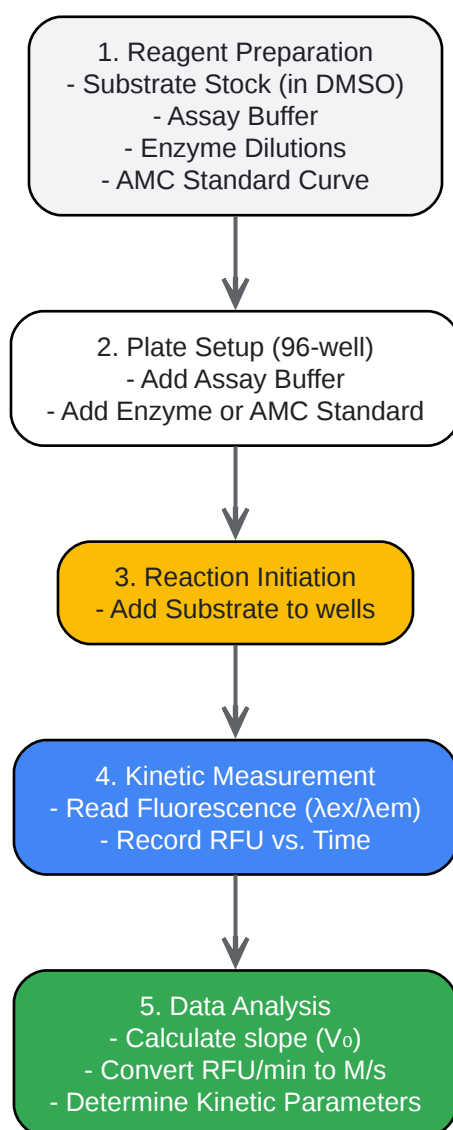 1. Reagent Preparation
- Substrate Stock (in DMSO)
- Assay Buffer
- Enzyme Dilutions
- AMC Standard Curve
2. Plate Setup (96-well)
- Add Assay Buffer
- Add Enzyme or AMC Standard
3. Reaction Initiation
- Add Substrate to wells
4. Kinetic Measurement
- Read Fluorescence (λex/λem)
- Record RFU vs. Time
5. Data Analysis
- Calculate slope (V₀)
- Convert RFU/min to M/s
- Determine Kinetic Parameters